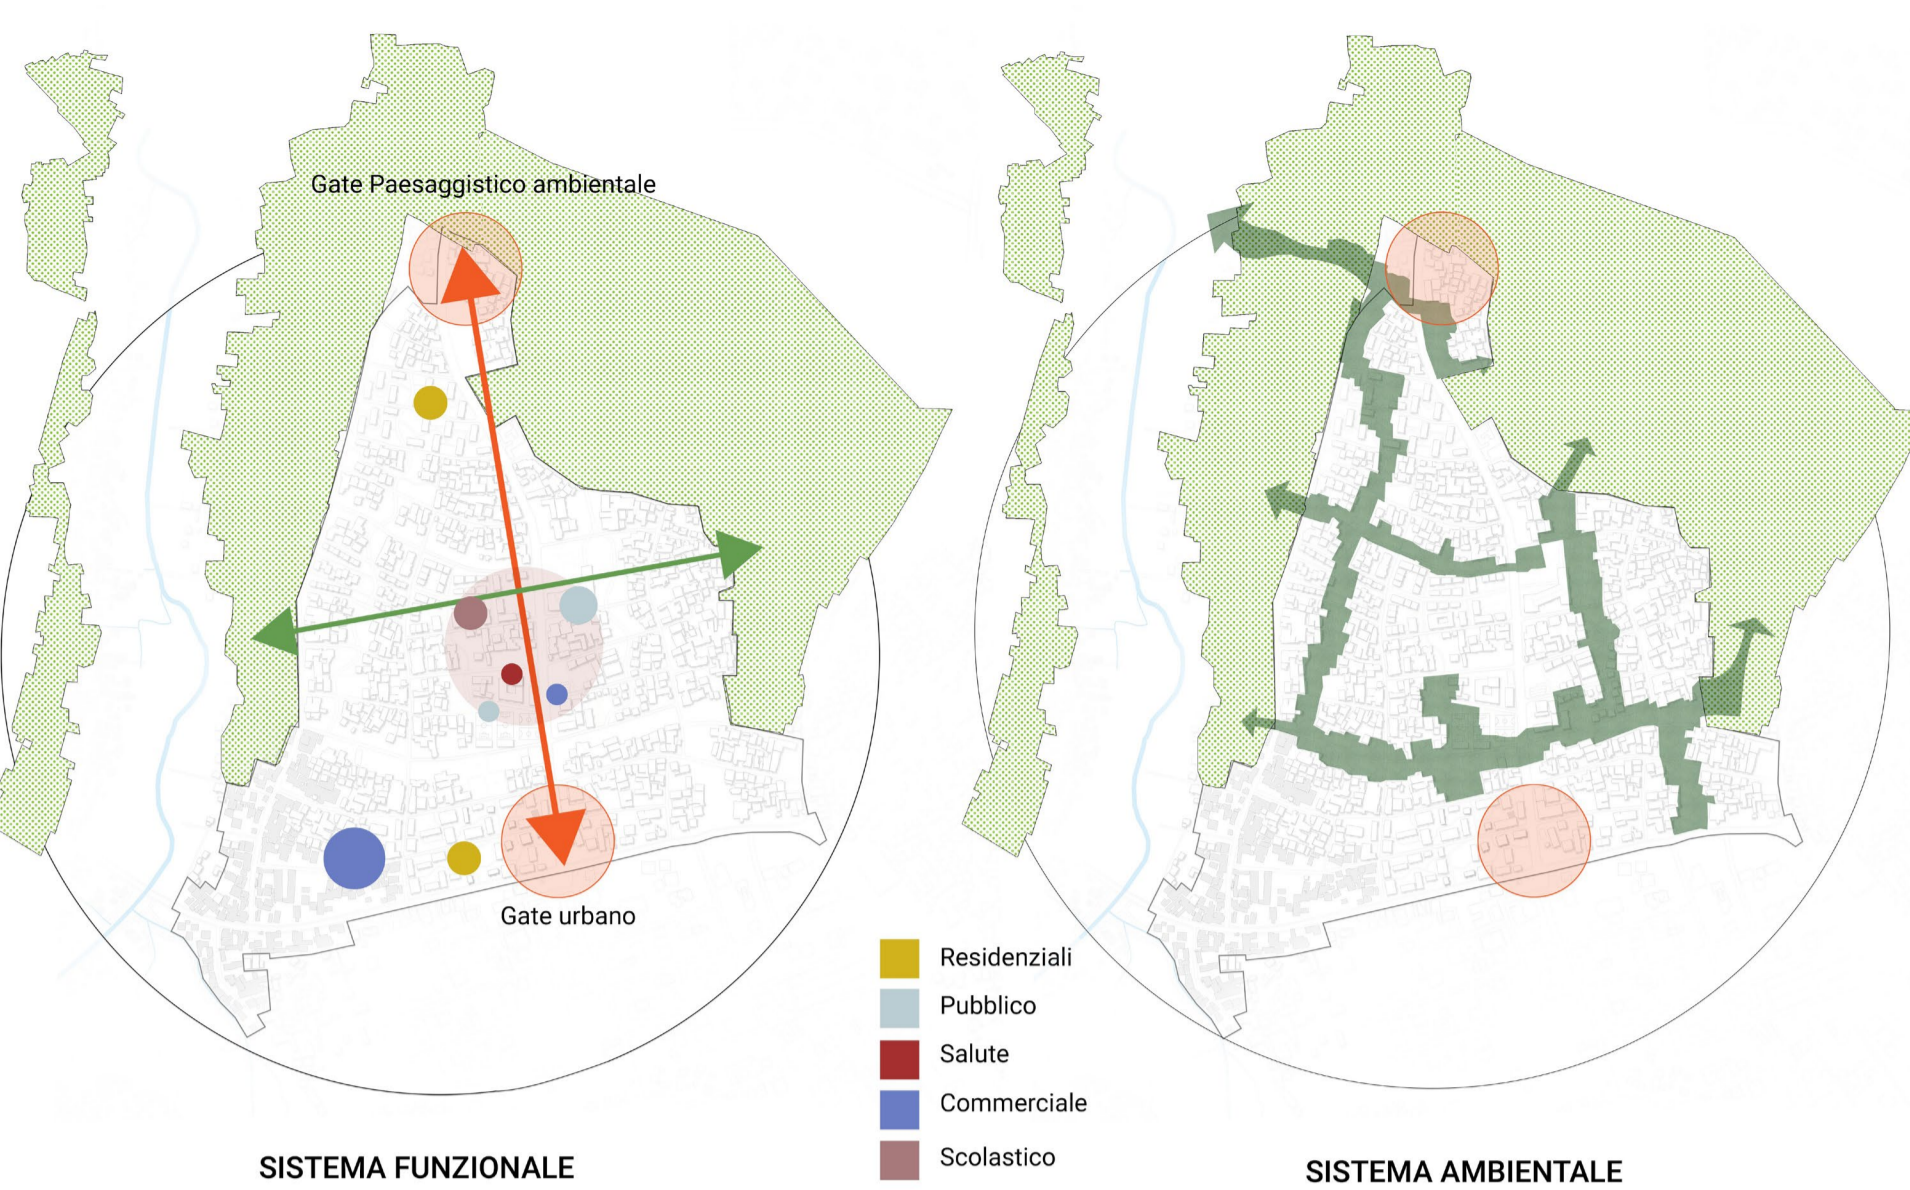 Gate Paesaggistico ambientale
Gate urbano
Residenziali
Pubblico
Salute
Commerciale
Scolastico
SISTEMA FUNZIONALE
SISTEMA AMBIENTALE